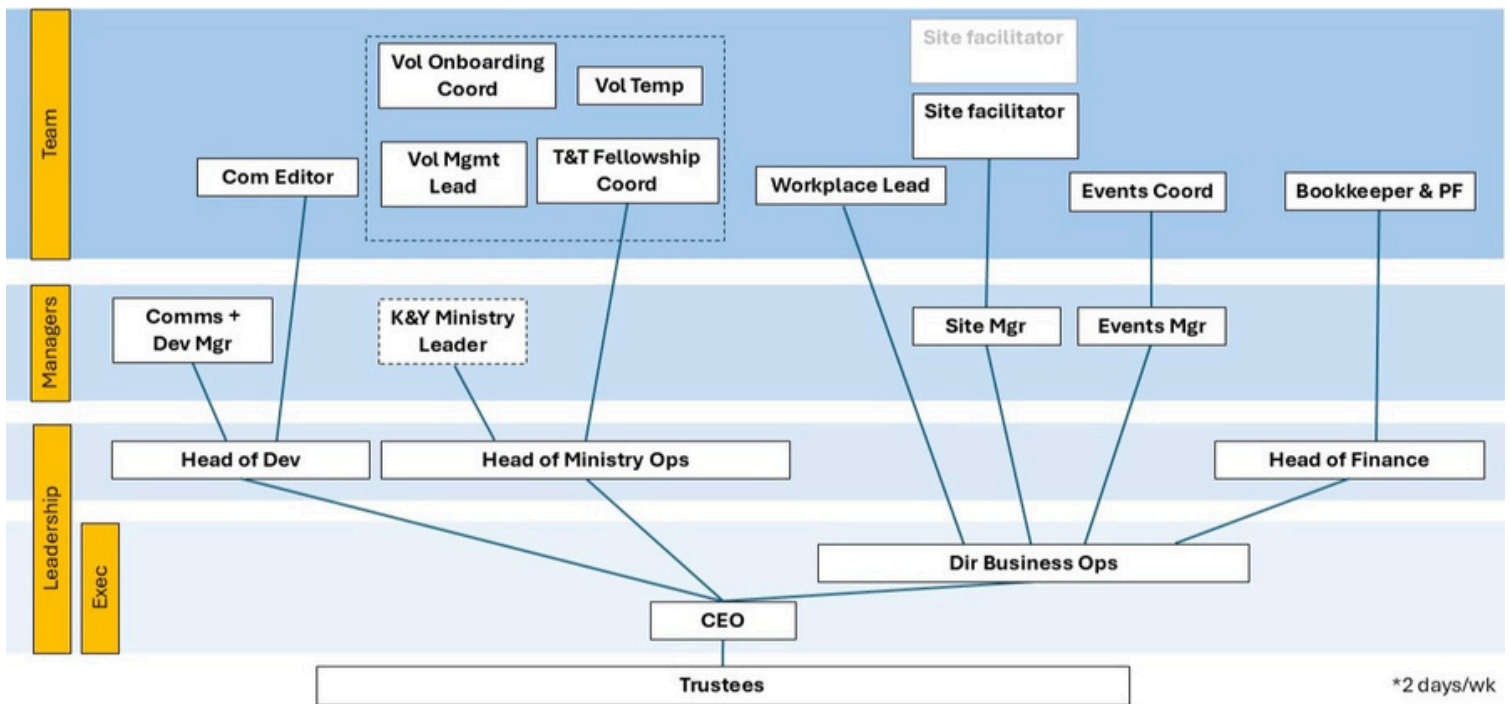 Team
Site facilitator
Vol Onboarding
Coord
Vol Temp
Site facilitator
Vol Mgmt
Lead
T&T Fellowship
Coord
Com Editor
Workplace Lead
Events Coord
Bookkeeper & PF
Managers
Comms +
Dev Mgr
K&Y Ministry
Leader
Site Mgr
Events Mgr
Leadership
Head of Dev
Head of Ministry Ops
Head of Finance
Exec
Dir Business Ops
CEO
Trustees
*2 days/wk